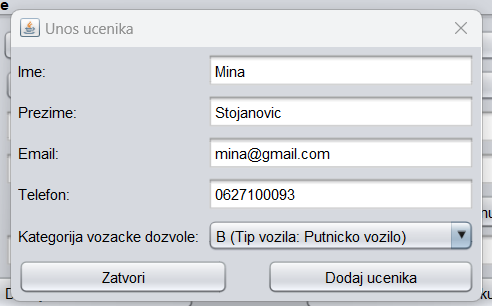 Unos ucenika
Ime: Mina
Prezime: Stojanovic
Email: mina@gmail.com
Telefon: 0627100093
Kategorija vozacke dozvole: B (Tip vozila: Putnicko vozilo)
Zatvori Dodaj ucenika